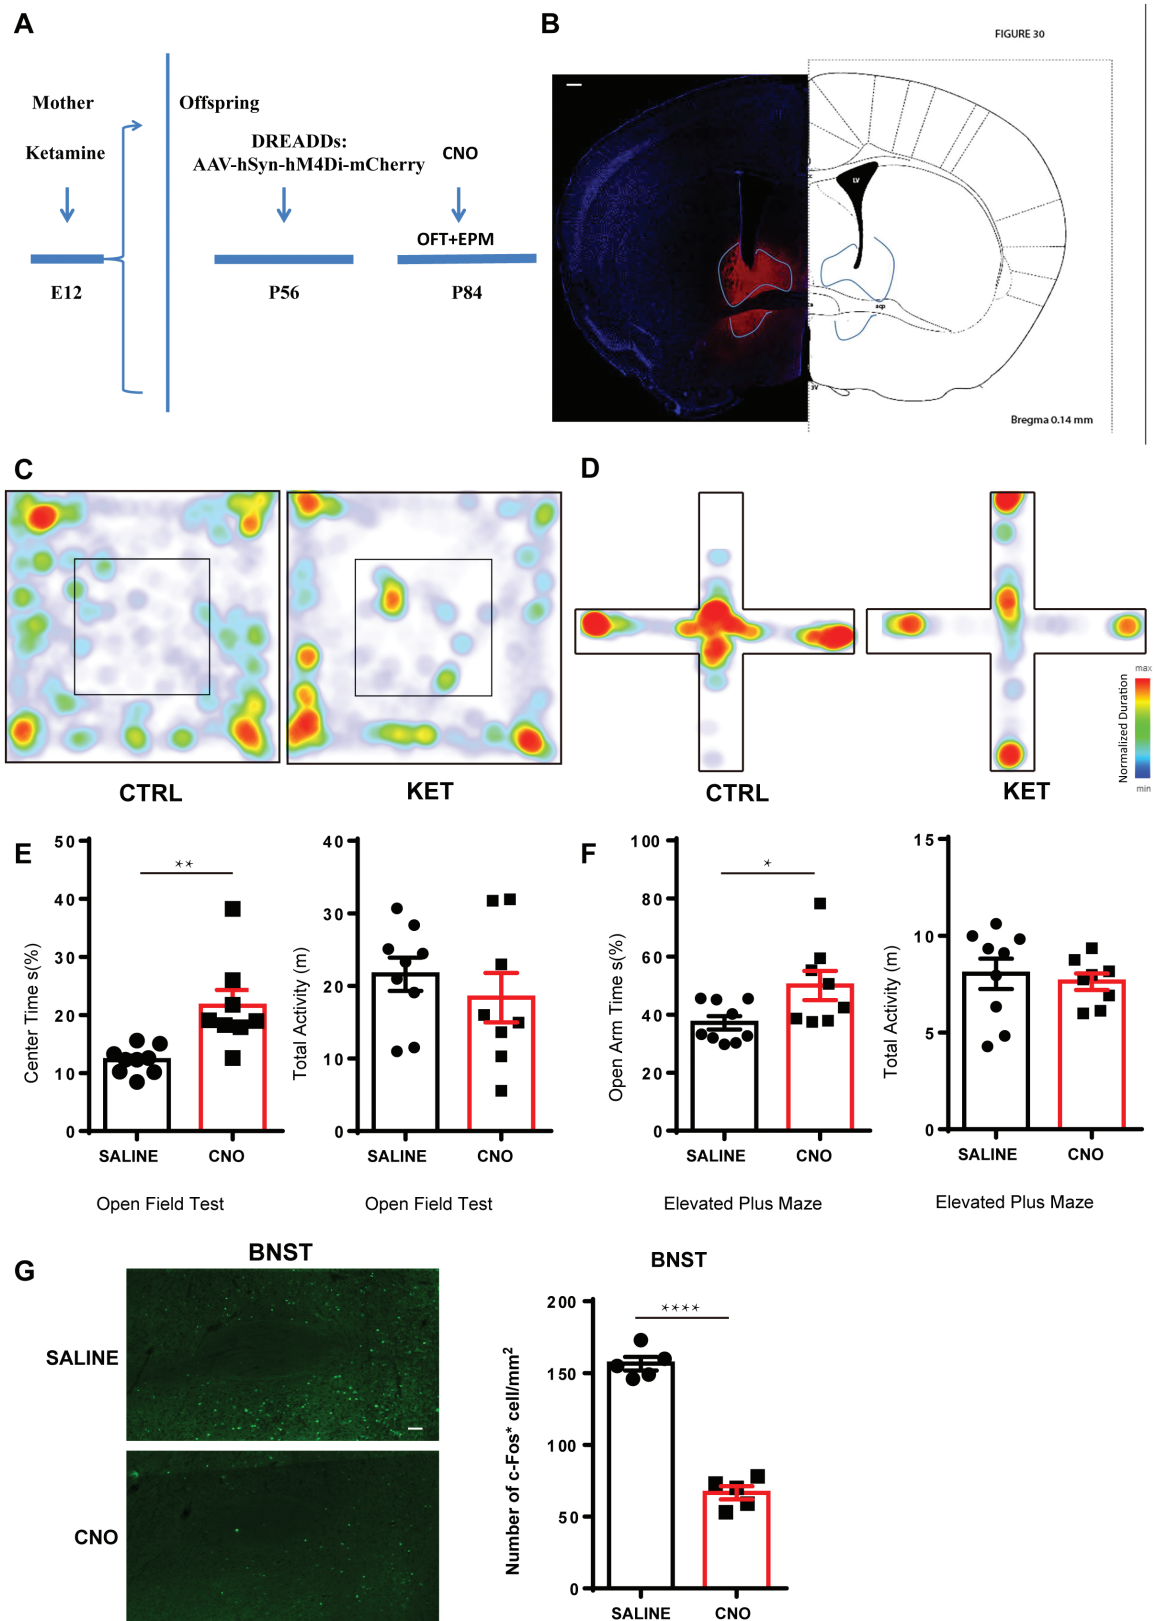 A
Mother
Offspring
Ketamine
DREADDs:
AAV-hSyn-hM4Di-mCherry
CNO
OFT+EPM
E12
P56
P84
B
FIGURE 30
LV
acp
3V
Bregma 0.14 mm
C
CTRL
KET
D
CTRL
KET
max
Normalized Duration
min
E
Center Time s(%)
50
40
30
20
10
0
**
SALINE
CNO
Open Field Test
Total Activity (m)
40
30
20
10
0
SALINE
CNO
Open Field Test
F
Open Arm Time s(%)
100
80
60
40
20
0
*
SALINE
CNO
Elevated Plus Maze
Total Activity (m)
15
10
5
0
SALINE
CNO
Elevated Plus Maze
G
BNST
SALINE
CNO
BNST
Number of c-Fos* cell/mm²
200
150
100
50
0
****
SALINE
CNO